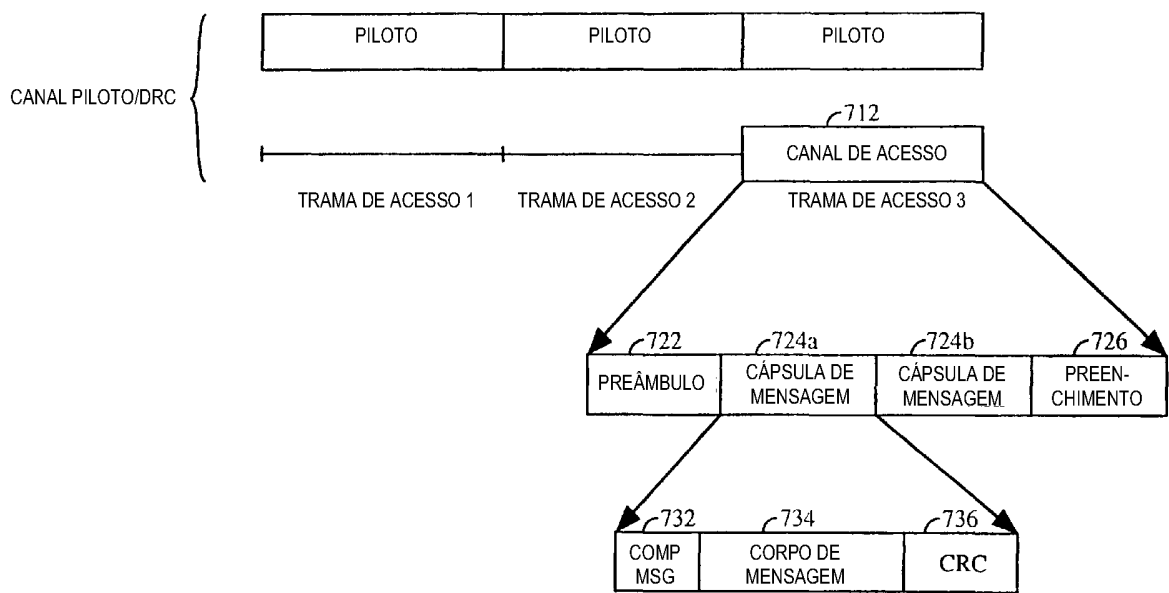 PILOTO PILOTO PILOTO
CANAL PILOTO/DRC
712
CANAL DE ACESSO
TRAMA DE ACESSO 1 TRAMA DE ACESSO 2 TRAMA DE ACESSO 3
722 724a 724b 726
PREÂMBULO
CÁPSULA DE
MENSAGEM
CÁPSULA DE
MENSAGEM
PREEN-
CHIMENTO
732 734 736
COMP
MSG
CORPO DE
MENSAGEM
CRC